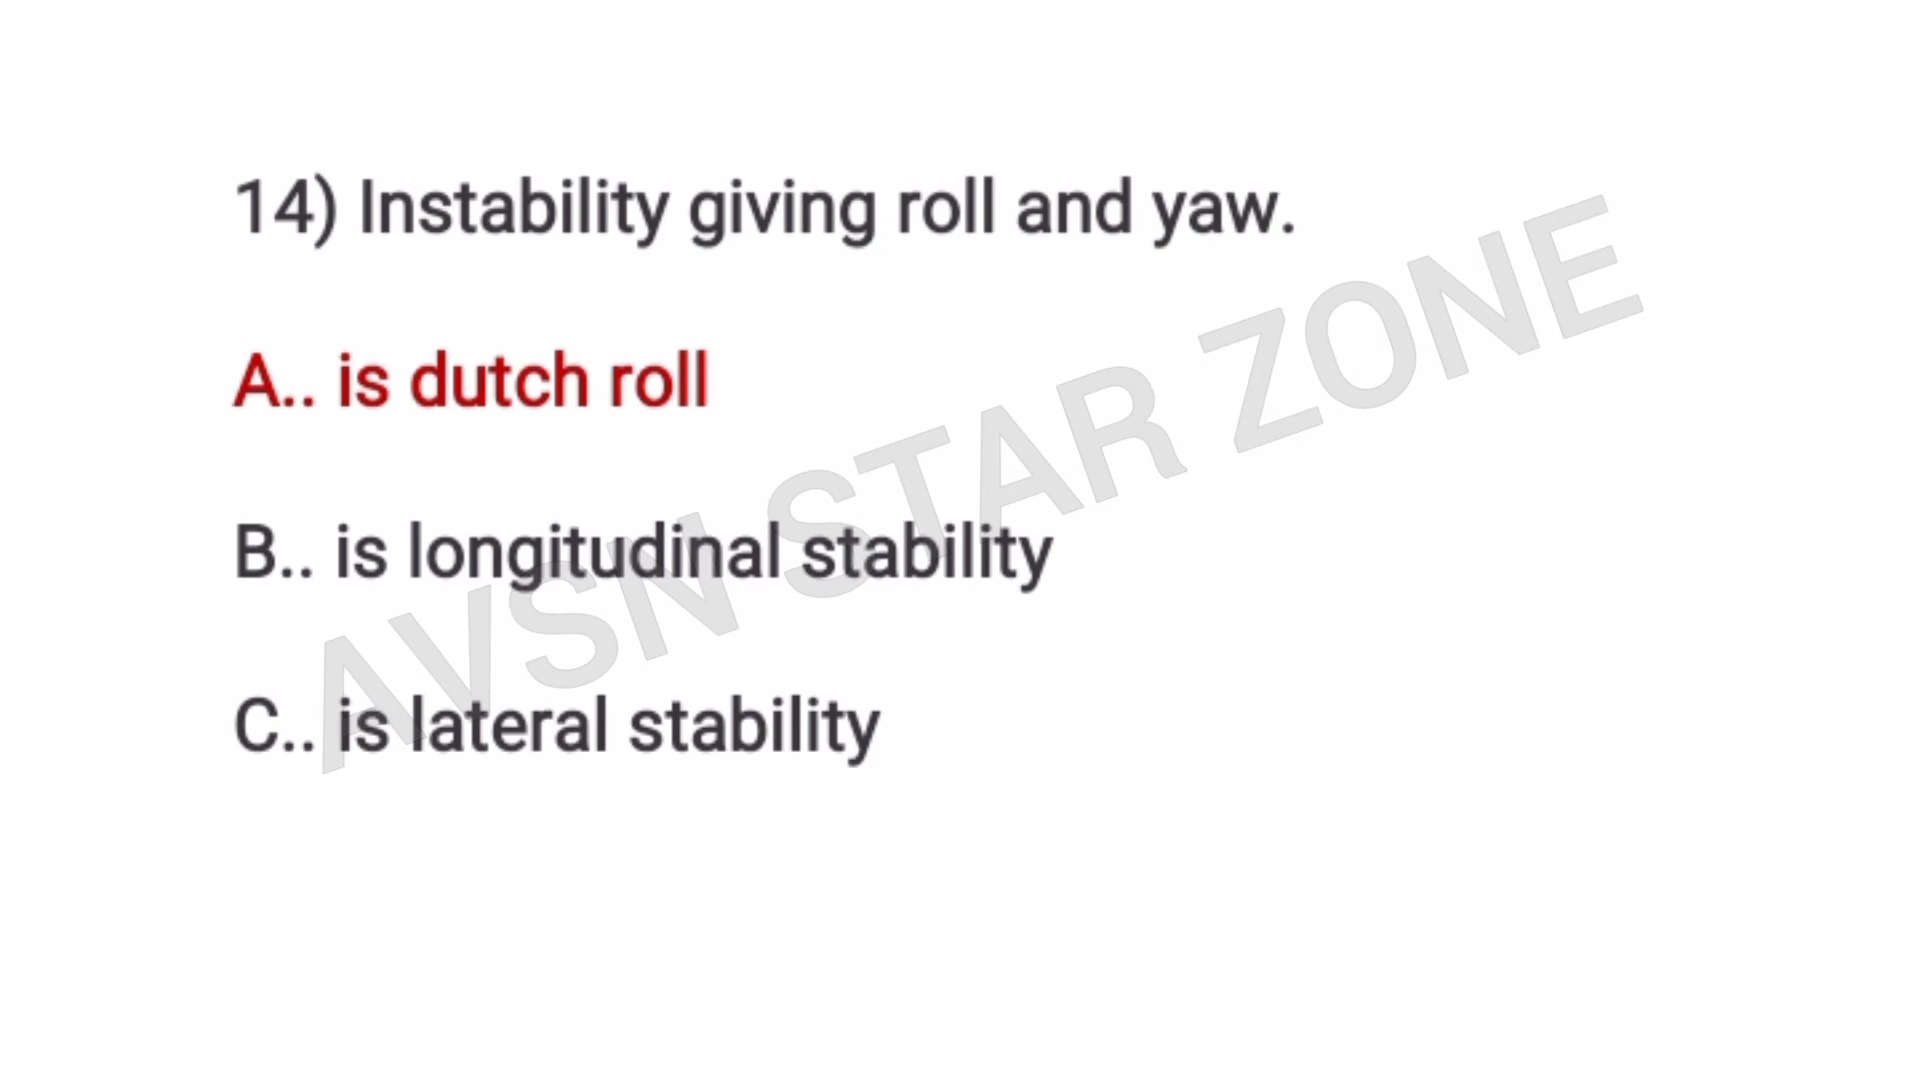 14) Instability giving roll and yaw.
A.. is dutch roll
B.. is longitudinal stability
C.. is lateral stability
AVSN STAR ZONE